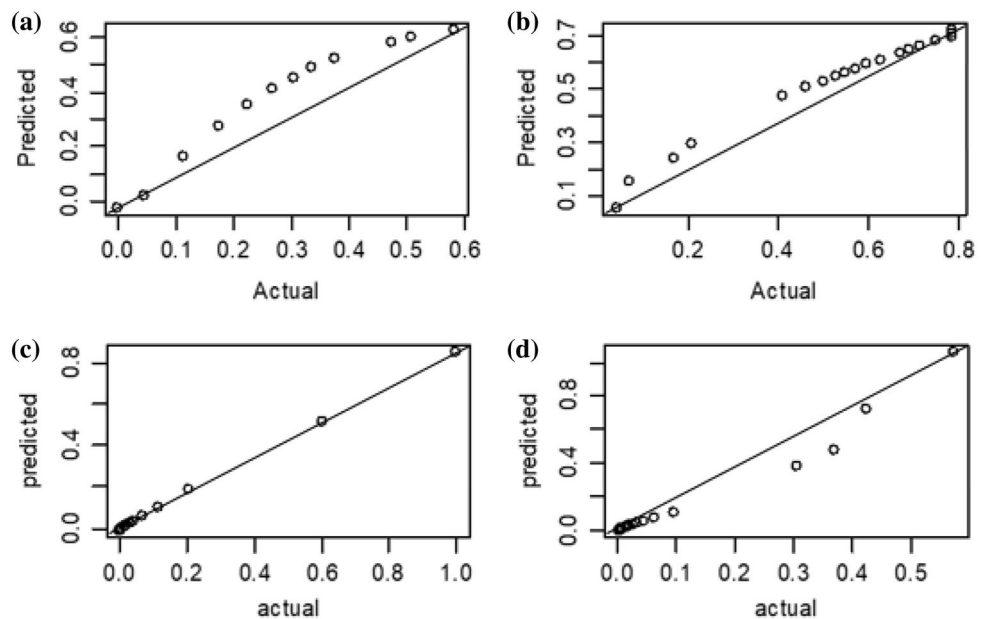 (a)
0.6
0.4
0.2
0.0
Predicted
0.0 0.1 0.2 0.3 0.4 0.5 0.6
Actual
(b)
0.7
0.5
0.3
0.1
Predicted
0.2 0.4 0.6 0.8
Actual
(c)
0.8
0.4
0.0
predicted
0.0 0.2 0.4 0.6 0.8 1.0
actual
(d)
0.8
0.4
0.0
predicted
0.0 0.1 0.2 0.3 0.4 0.5
actual